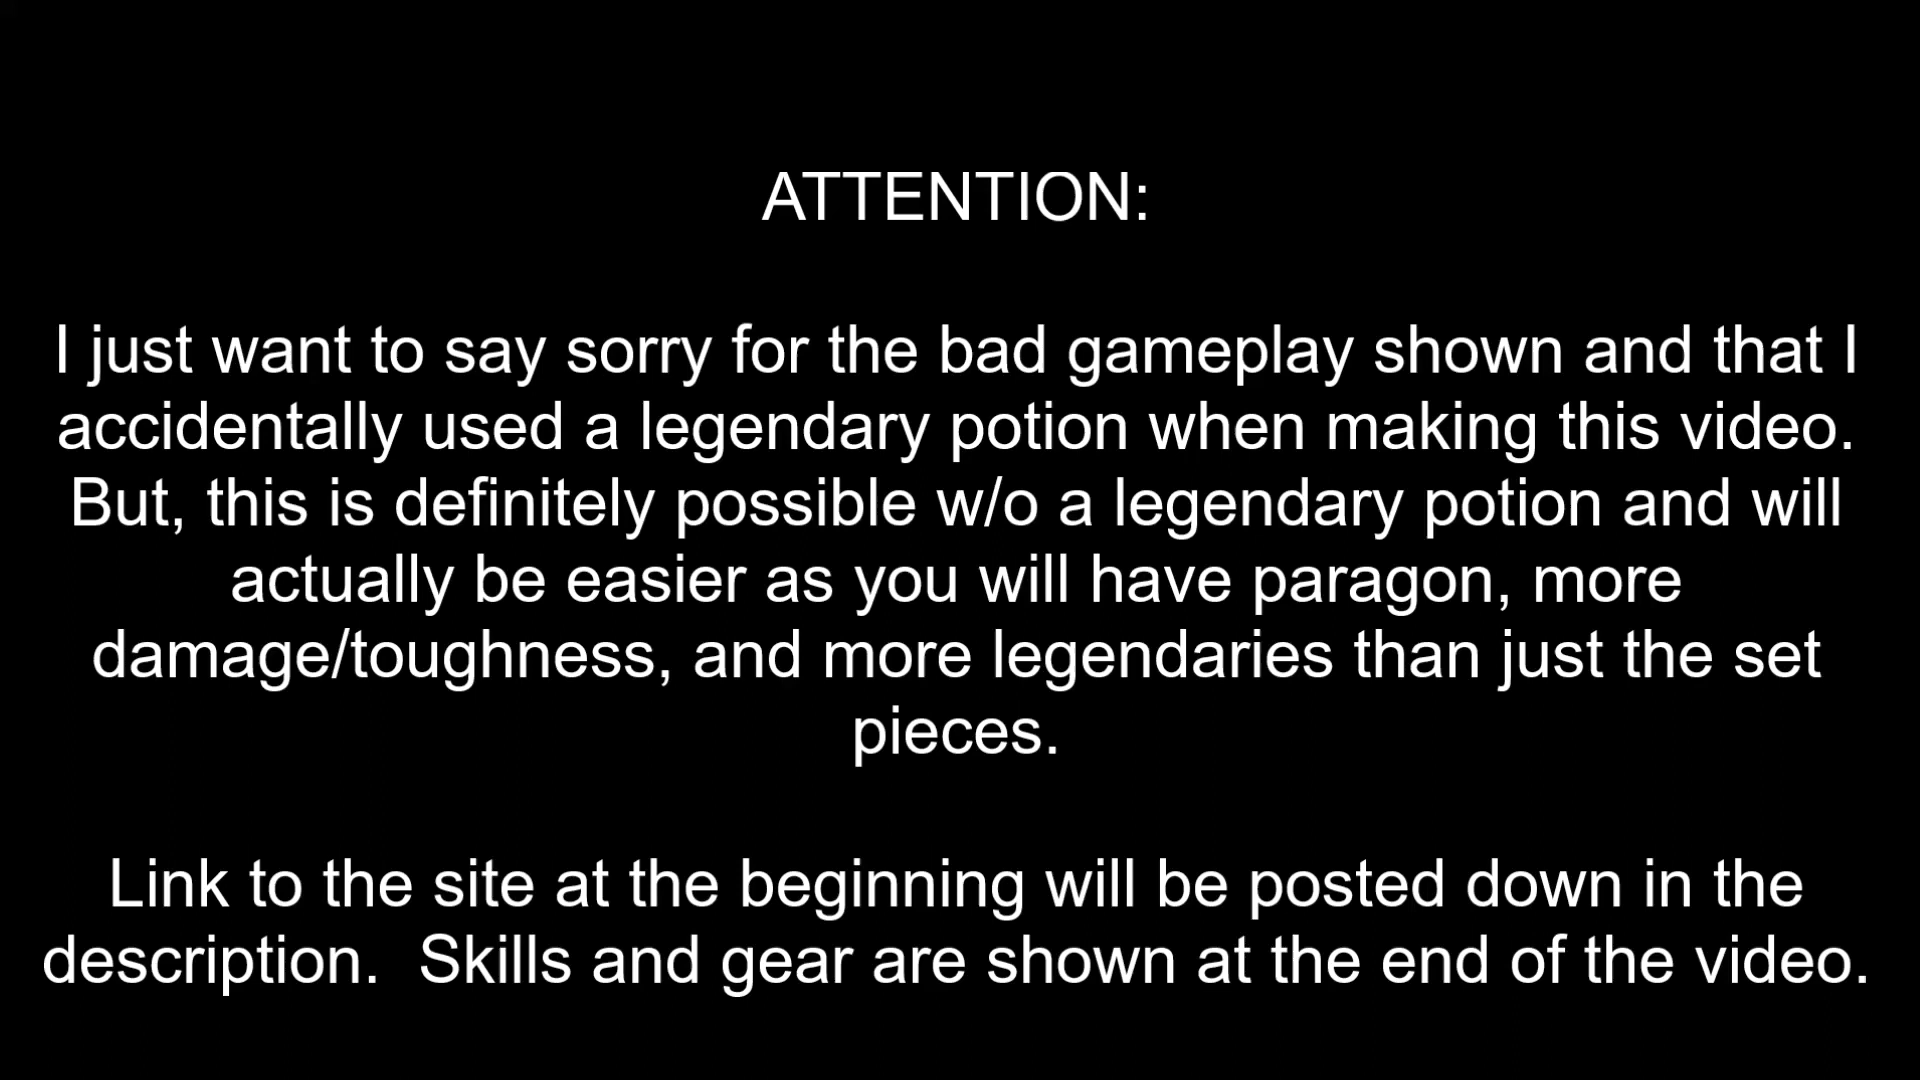 ATTENTION:
I just want to say sorry for the bad gameplay shown and that I
accidentally used a legendary potion when making this video.
But, this is definitely possible w/o a legendary potion and will
actually be easier as you will have paragon, more
damage/toughness, and more legendaries than just the set
pieces.
Link to the site at the beginning will be posted down in the
description.  Skills and gear are shown at the end of the video.